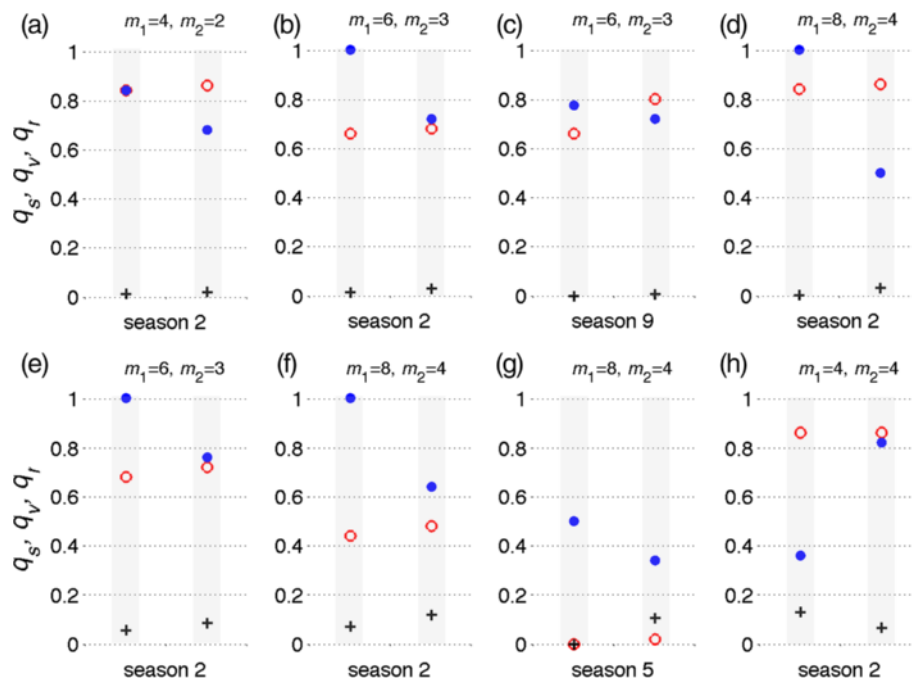 (a)
m1=4, m2=2
1
0.8
0.6
0.4
0.2
0
qs, qv, qr
season 2
(b)
m1=6, m2=3
1
0.8
0.6
0.4
0.2
0
season 2
(c)
m1=6, m2=3
1
0.8
0.6
0.4
0.2
0
season 9
(d)
m1=8, m2=4
1
0.8
0.6
0.4
0.2
0
season 2
(e)
m1=6, m2=3
1
0.8
0.6
0.4
0.2
0
qs, qv, qr
season 2
(f)
m1=8, m2=4
1
0.8
0.6
0.4
0.2
0
season 2
(g)
m1=8, m2=4
1
0.8
0.6
0.4
0.2
0
season 5
(h)
m1=4, m2=4
1
0.8
0.6
0.4
0.2
0
season 2